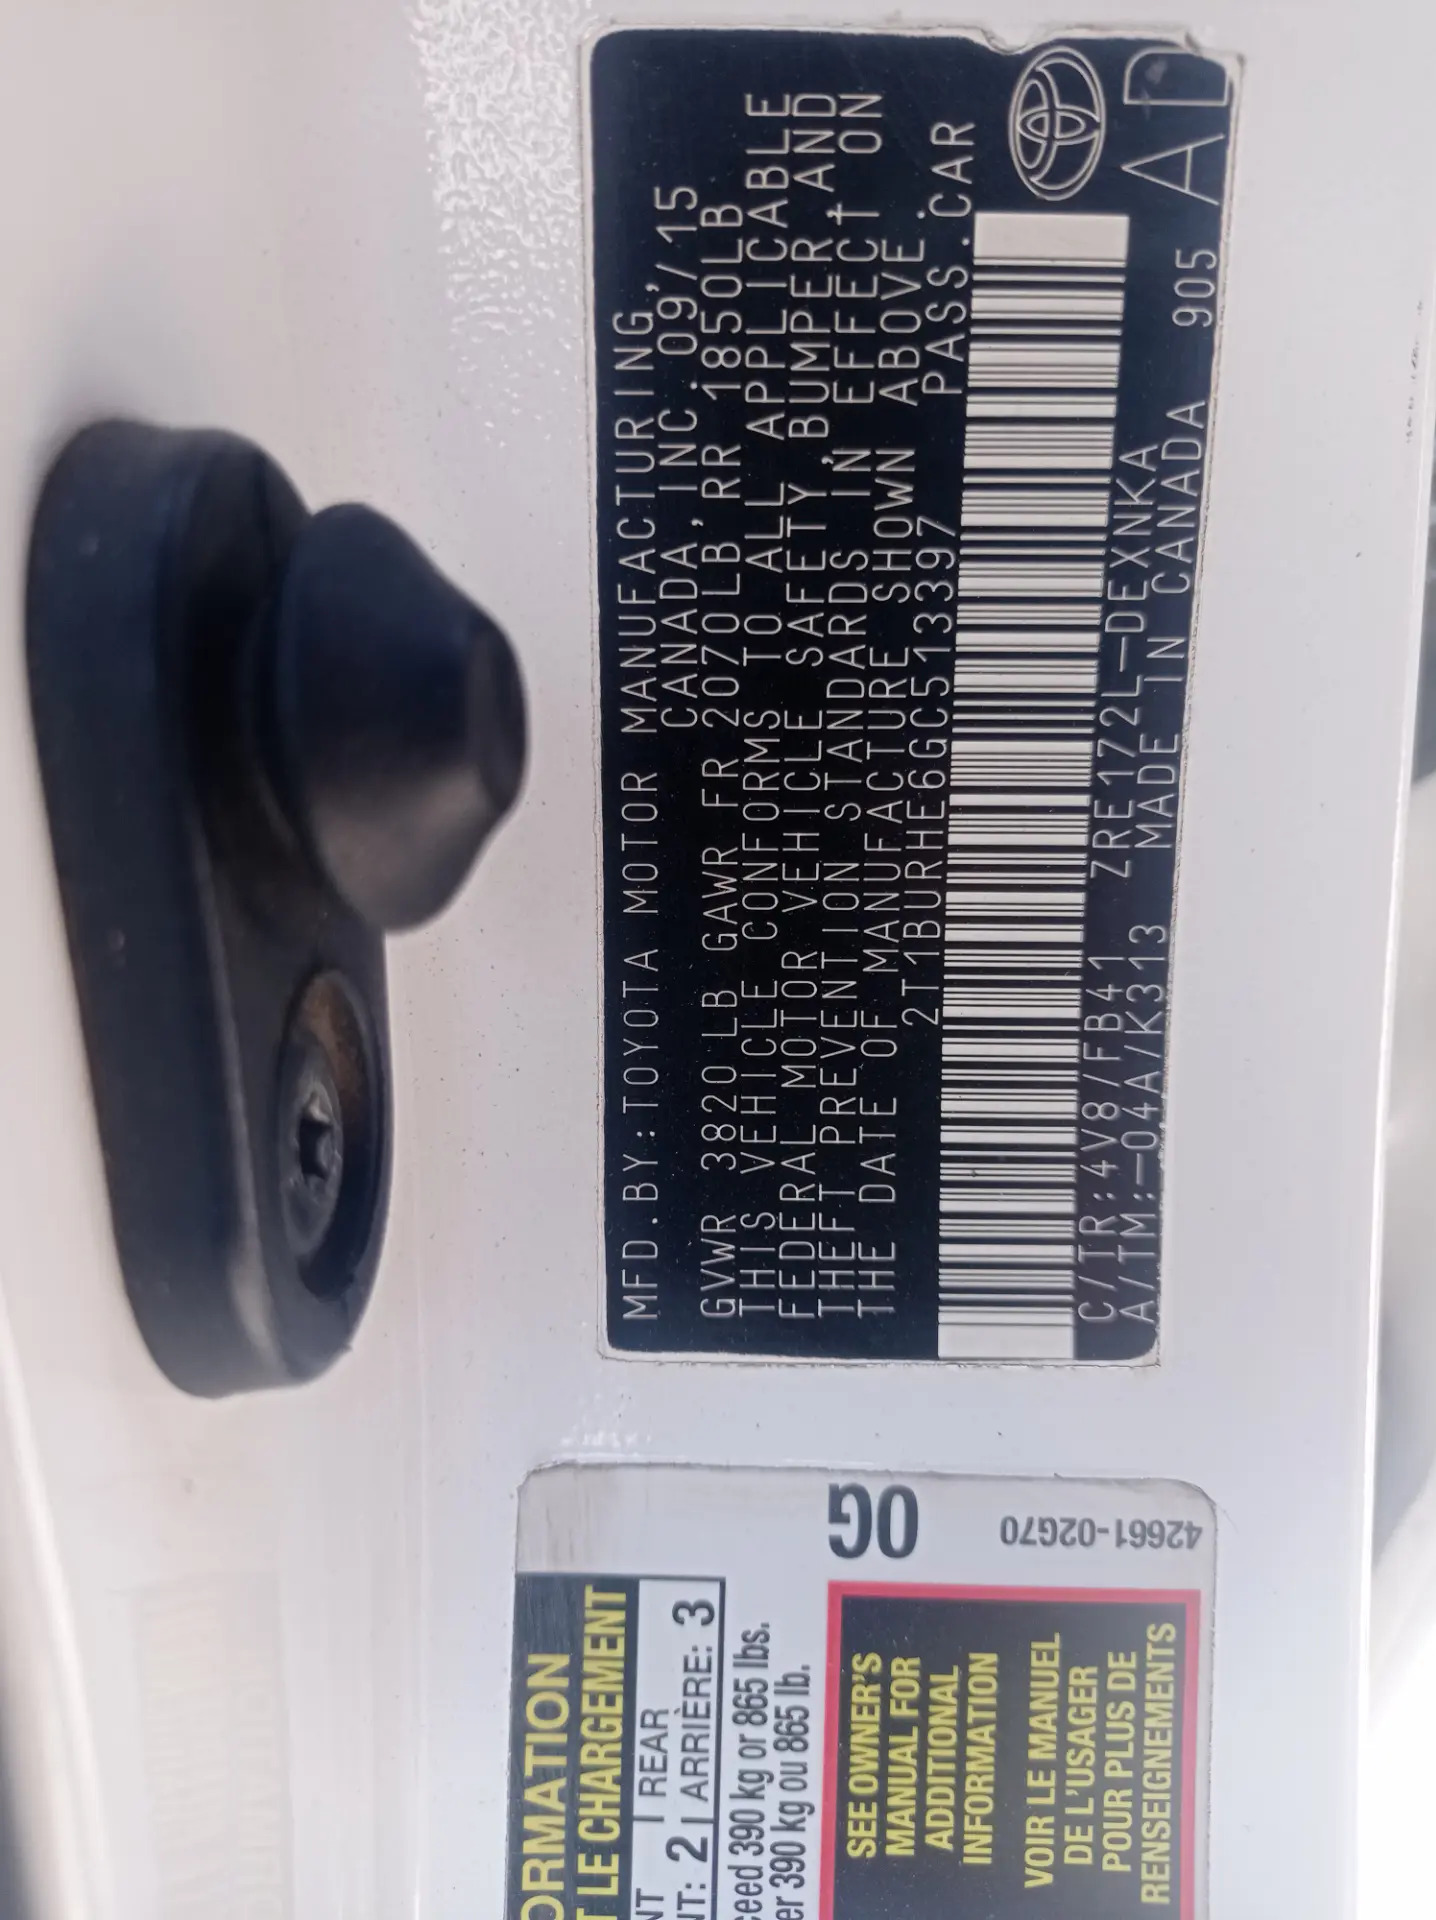 MFD.BY:TOYOTA MOTOR MANUFACTURING,
CANADA, INC. 09/15
GVWR 3820LB GAWR FR 2070LB, RR 1850LB
THIS VEHICLE CONFORMS TO ALL APPLICABLE
FEDERAL MOTOR VEHICLE SAFETY, BUMPER AND
THEFT PREVENTION STANDARDS IN EFFECT ON
THE DATE OF MANUFACTURE SHOWN ABOVE.
2T1BURHE6GC513397 PASS.CAR
C/TR:4V8/FB41 ZRE172L-DEXNKA
A/TM:-04A/K313 MADE IN CANADA 905 AD
ORMATION
T LE CHARGEMENT
NT REAR
NT: 2 ARRIÈRE: 3
ceed 390 kg or 865 lbs.
er 390 kg ou 865 lb.
0G
42661-02G70
SEE OWNER'S
MANUAL FOR
ADDITIONAL
INFORMATION
VOIR LE MANUEL
DE L'USAGER
POUR PLUS DE
RENSEIGNEMENTS